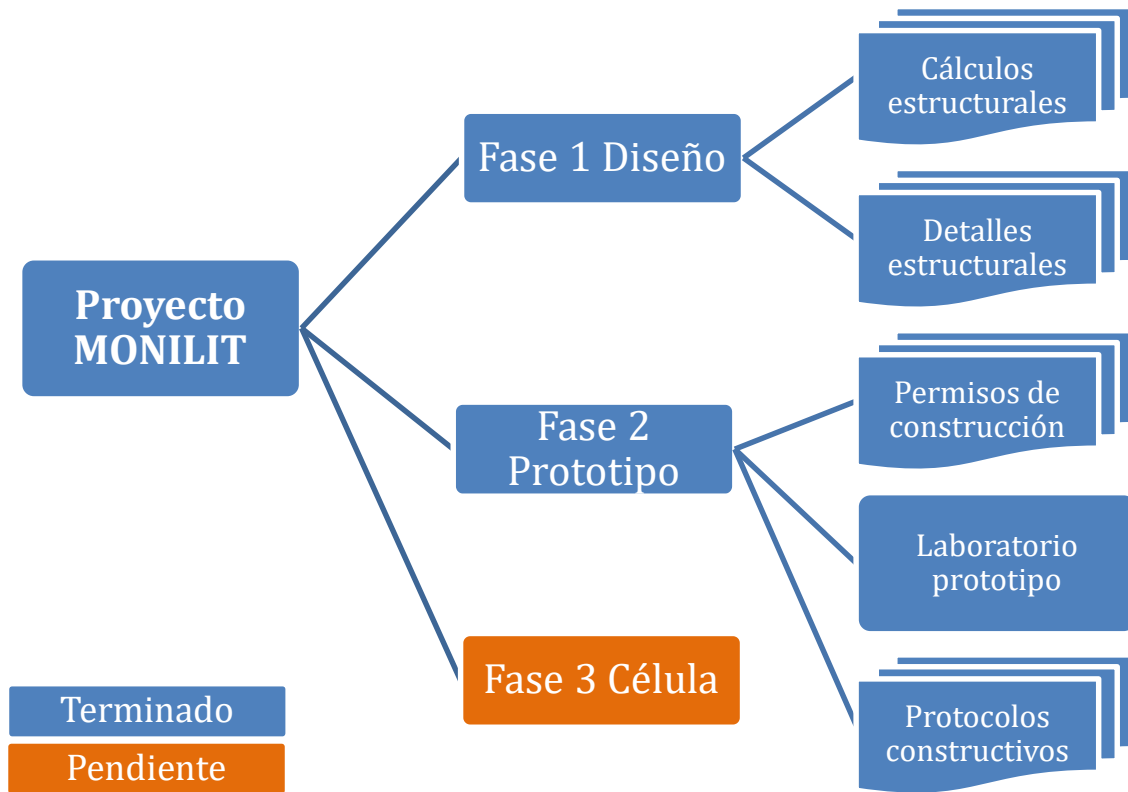 Cálculos
estructurales
Fase 1 Diseño
Detalles
estructurales
Proyecto
MONILIT
Permisos de
construcción
Fase 2
Prototipo
Laboratorio
prototipo
Fase 3 Célula
Protocolos
constructivos
Terminado
Pendiente